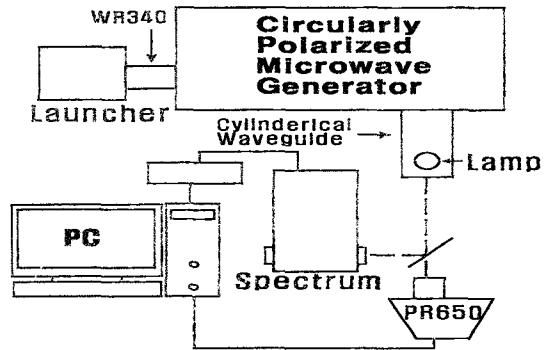 WR340
Circularly
Polarized
Microwave
Generator
Launcher
Cylinderical
Waveguide
Lamp
PC
Spectrum
PR650